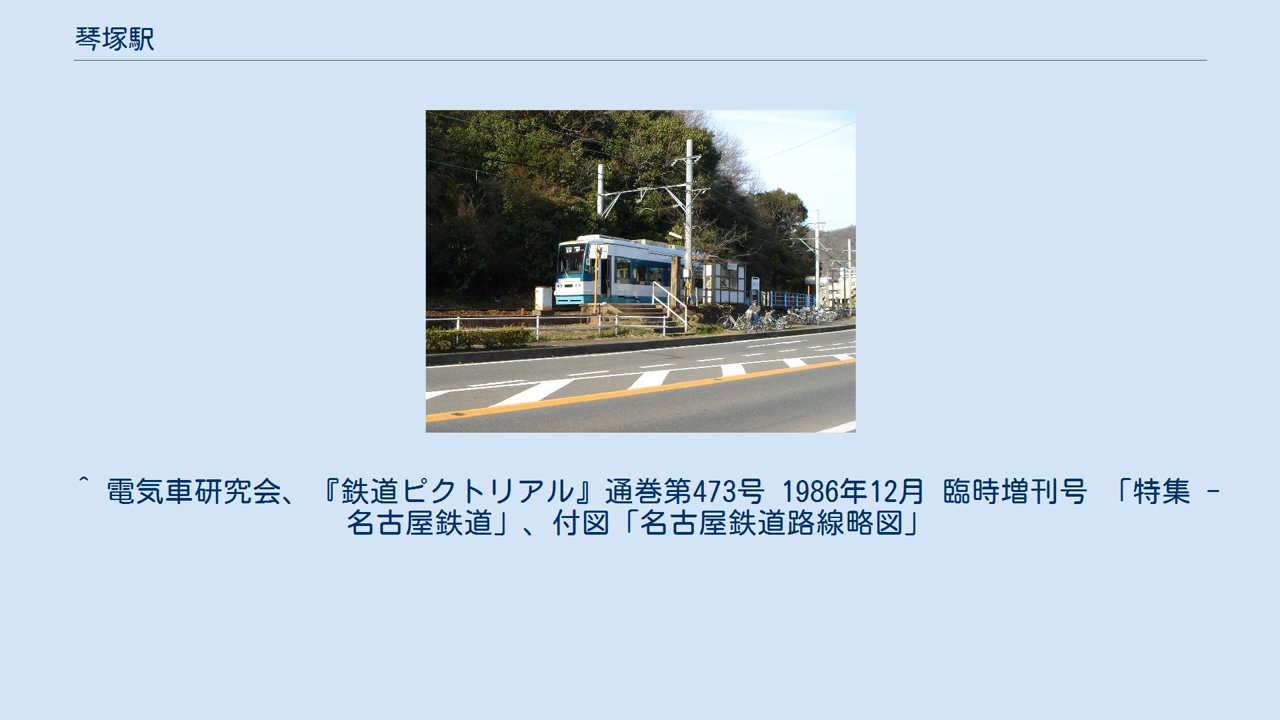 琴塚駅
^ 電気車研究会、『鉄道ピクトリアル』通巻第473号 1986年12月 臨時増刊号 「特集 -
名古屋鉄道」、付図「名古屋鉄道路線略図」